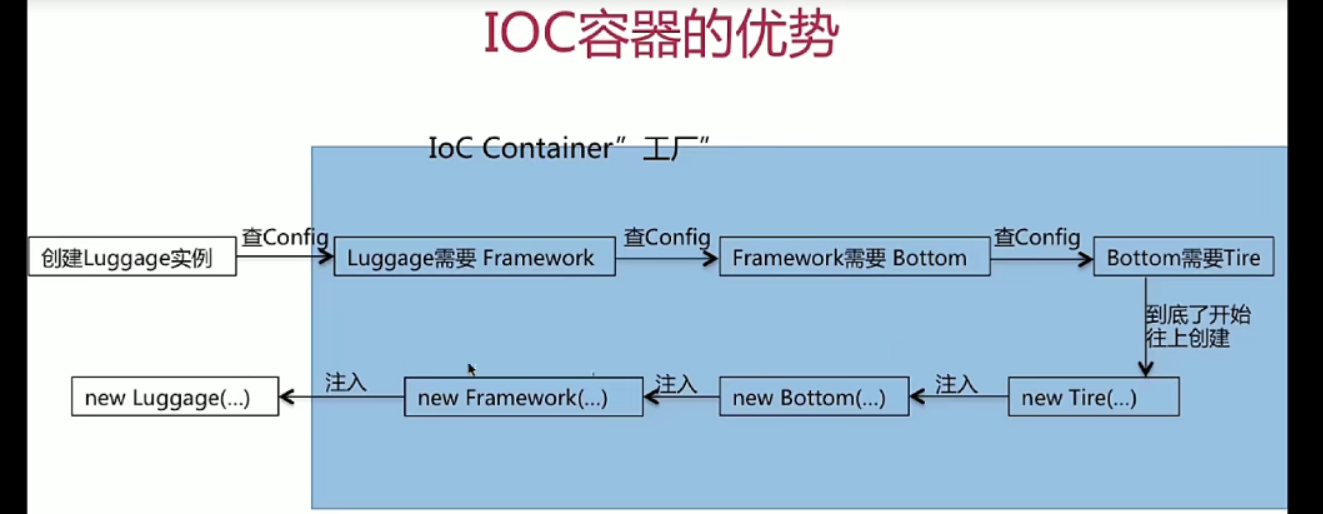 IOC容器的优势
IoC Container”工厂”
创建Luggage实例
查Config
Luggage需要 Framework
查Config
Framework需要 Bottom
查Config
Bottom需要Tire
到底了开始
往上创建
new Luggage(...)
注入
new Framework(...)
注入
new Bottom(...)
注入
new Tire(...)